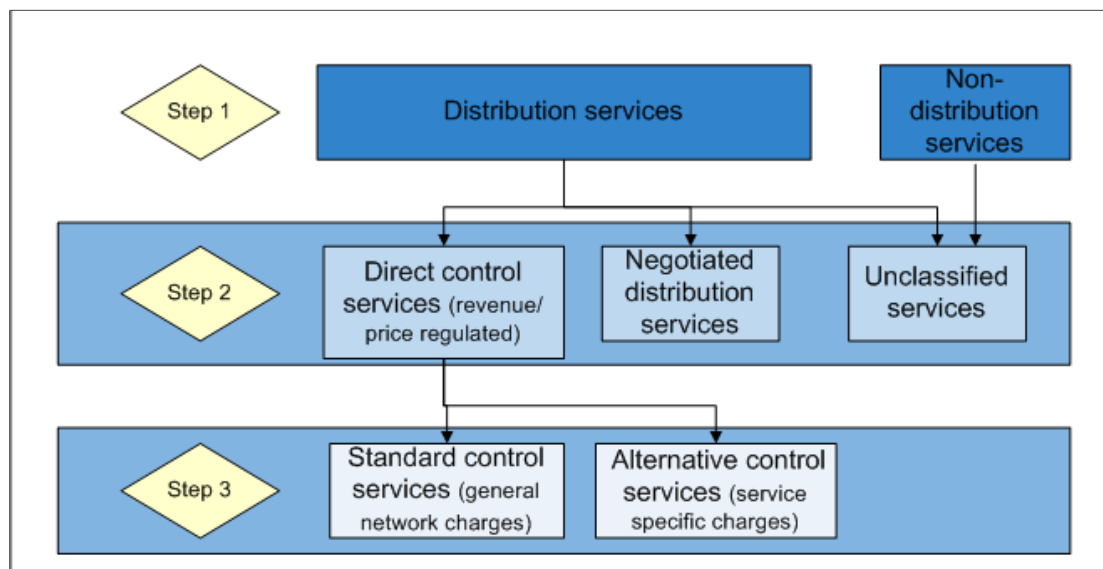 Step 1
Distribution services
Non-
distribution
services
Step 2
Direct control
services (revenue/
price regulated)
Negotiated
distribution
services
Unclassified
services
Step 3
Standard control
services (general
network charges)
Alternative control
services (service
specific charges)